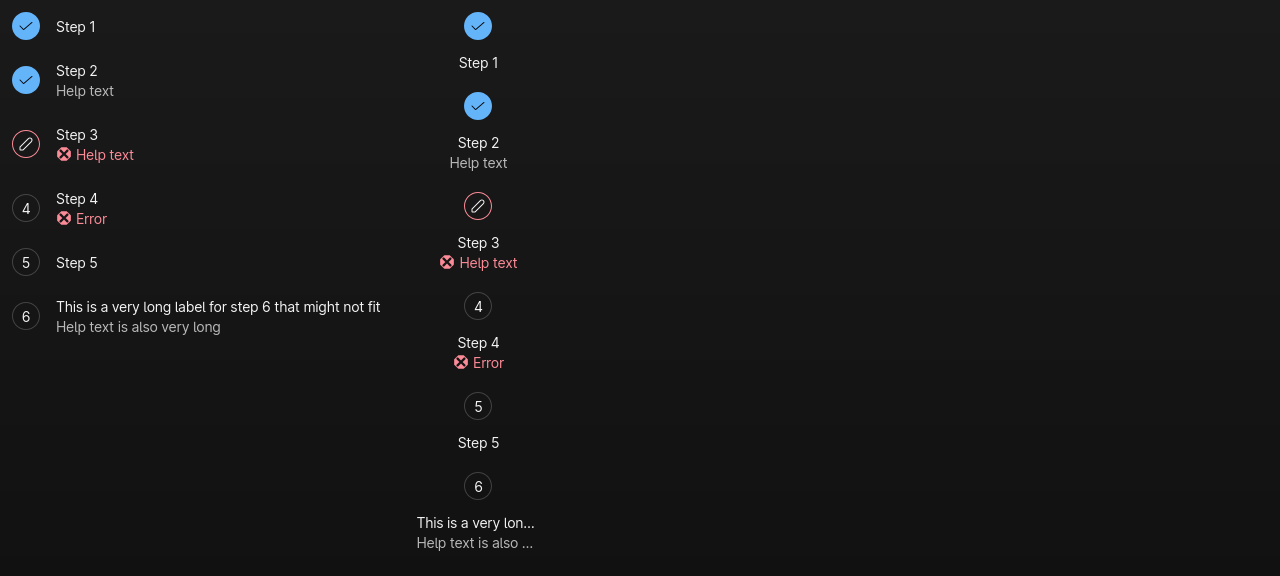 Step 1
Step 2
Help text
Step 3
Help text
4
Step 4
Error
5
Step 5
6
This is a very long label for step 6 that might not fit
Help text is also very long
Step 1
Step 2
Help text
Step 3
Help text
4
Step 4
Error
5
Step 5
6
This is a very lon...
Help text is also ...